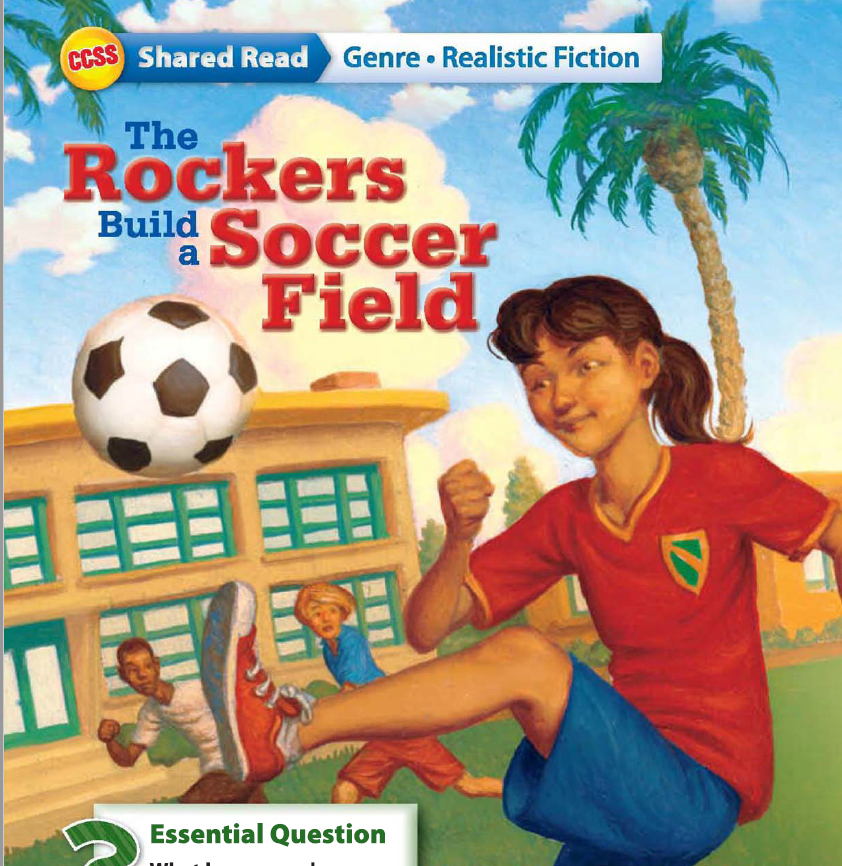 CCSS Shared Read Genre • Realistic Fiction
The
Rockers
Build
a Soccer
Field
Essential Question